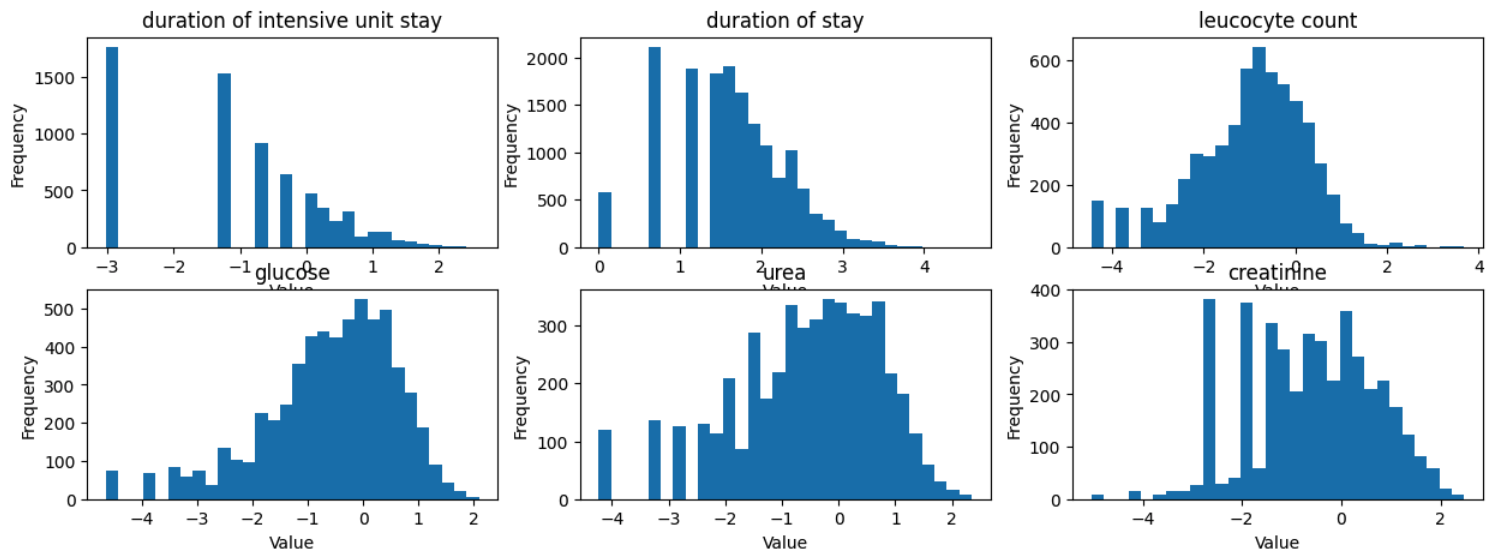 duration of intensive unit stay
Frequency
1500
1000
500
0
−3 −2 −1 0 1 2
Value
duration of stay
Frequency
2000
1500
1000
500
0
0 1 2 3 4
Value
leucocyte count
Frequency
600
400
200
0
−4 −2 0 2 4
Value
glucose
Frequency
500
400
300
200
100
0
−4 −3 −2 −1 0 1 2
Value
urea
Frequency
300
200
100
0
−4 −3 −2 −1 0 1 2
Value
creatinine
Frequency
400
300
200
100
0
−4 −2 0 2
Value